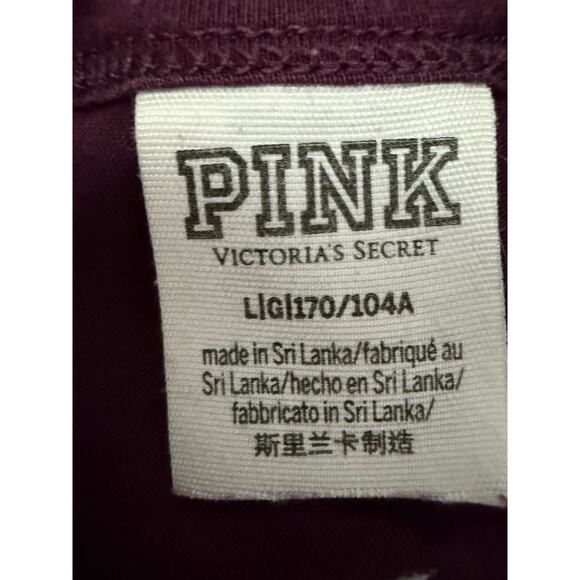 PINK
VICTORIA'S SECRET
L|G|170/104A
made in Sri Lanka/fabriqué au
Sri Lanka/hecho en Sri Lanka/
fabbricato in Sri Lanka/
斯里兰卡制造